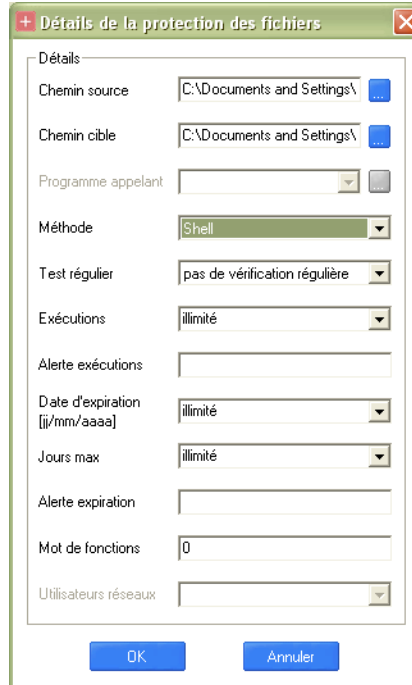 Détails de la protection des fichiers
Détails
Chemin source C:\Documents and Settings\ ...
Chemin cible C:\Documents and Settings\ ...
Programme appelant ...
Méthode Shell
Test régulier pas de vérification régulière
Exécutions illimité
Alerte exécutions
Date d'expiration
[jj/mm/aaaa] illimité
Jours max illimité
Alerte expiration
Mot de fonctions 0
Utilisateurs réseaux
OK Annuler